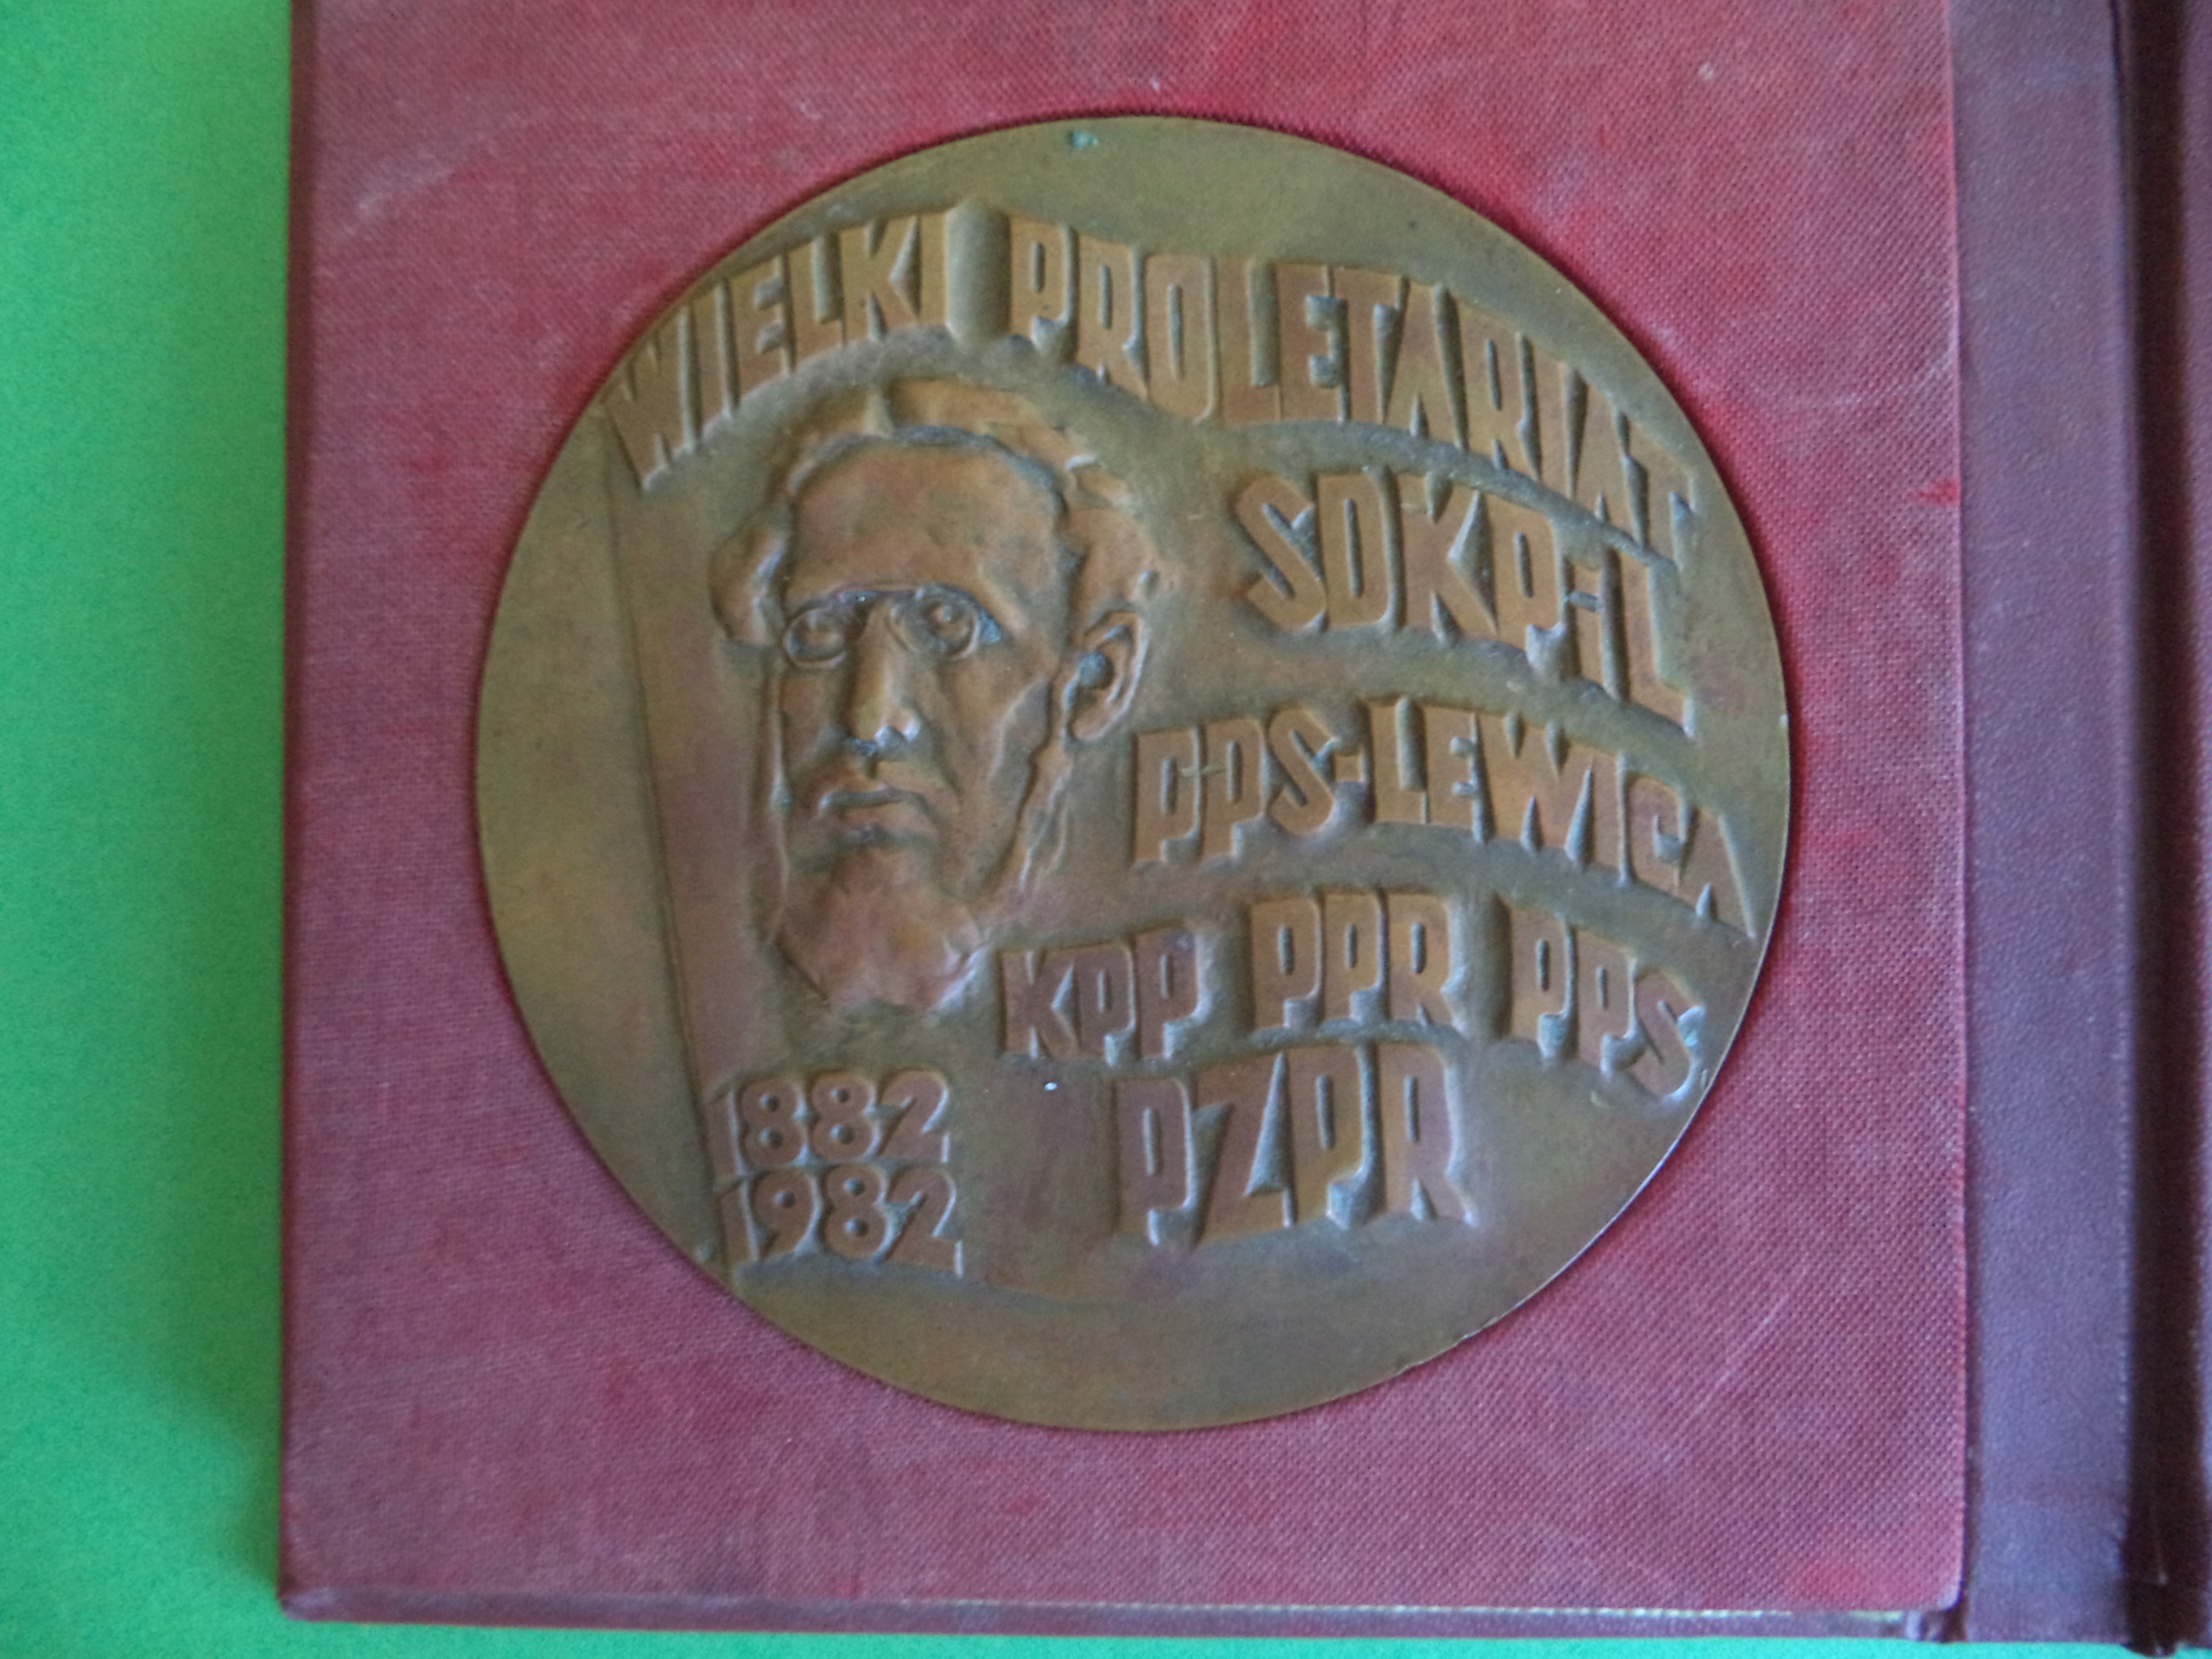 WIELKI PROLETARIAT
SDKPiL
PPS-LEWICA
KPP PPR PPS
PZPR
1882
1982